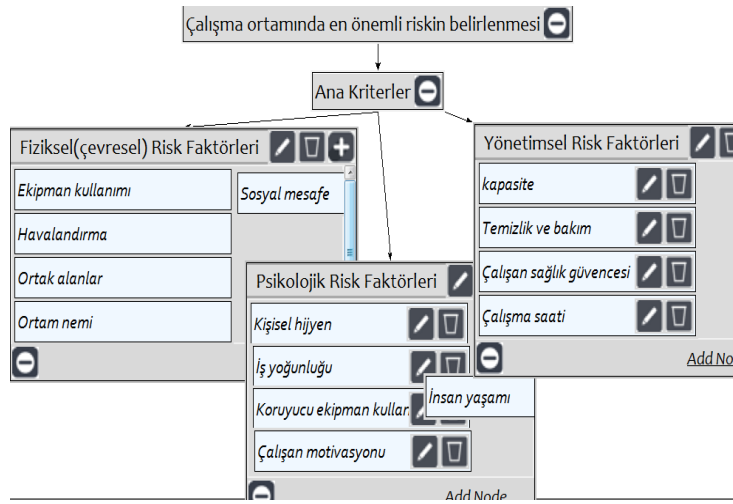 Çalışma ortamında en önemli riskin belirlenmesi
Ana Kriterler
Fiziksel(çevresel) Risk Faktörleri
Ekipman kullanımı
Sosyal mesafe
Havalandırma
Ortak alanlar
Ortam nemi
Psikolojik Risk Faktörleri
Kişisel hijyen
İş yoğunluğu
İnsan yaşamı
Koruyucu ekipman kullan
Çalışan motivasyonu
Add Node
Yönetimsel Risk Faktörleri
kapasite
Temizlik ve bakım
Çalışan sağlık güvencesi
Çalışma saati
Add No